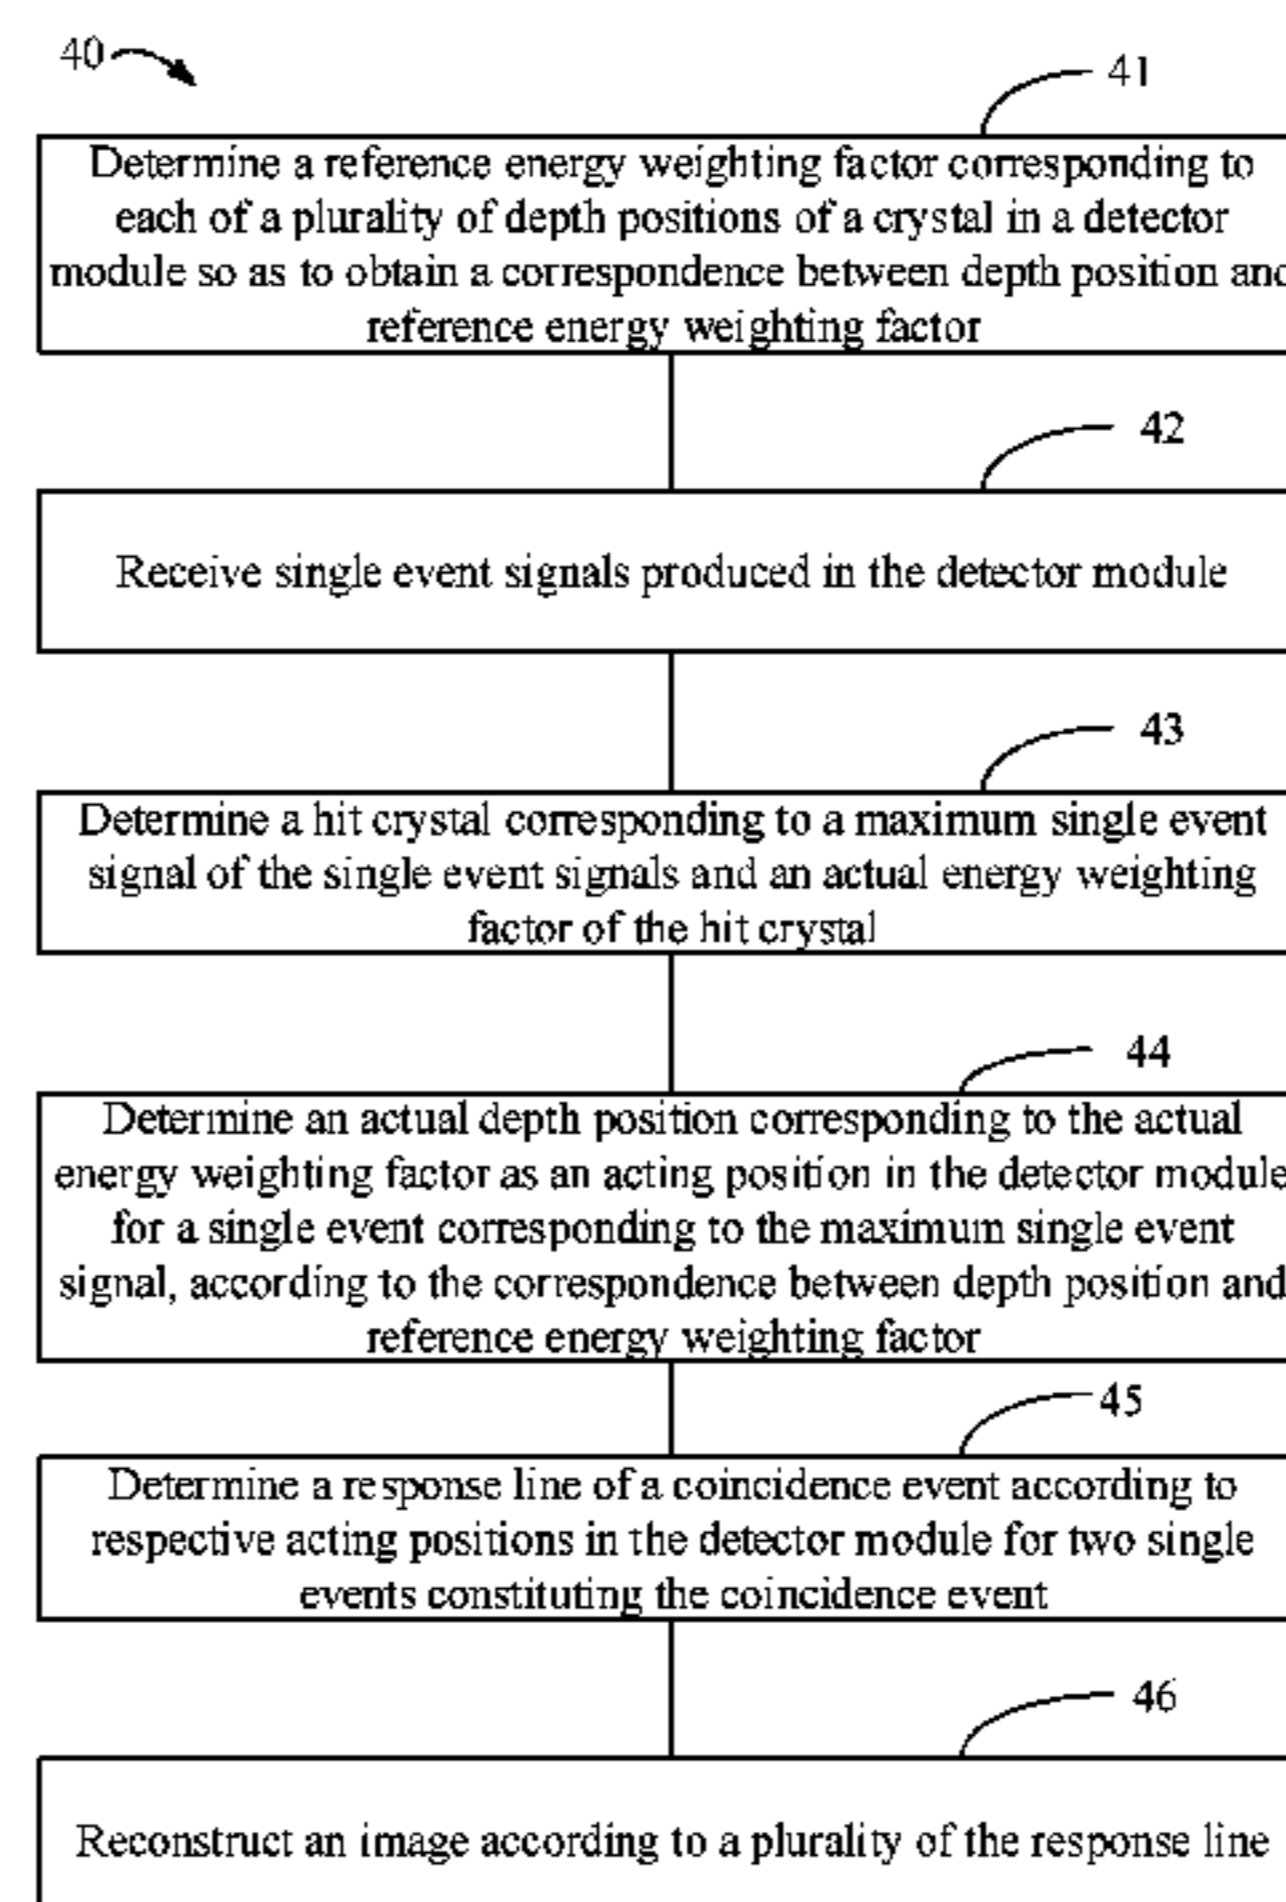 40
41
Determine a reference energy weighting factor corresponding to
each of a plurality of depth positions of a crystal in a detector
module so as to obtain a correspondence between depth position and
reference energy weighting factor
42
Receive single event signals produced in the detector module
43
Determine a hit crystal corresponding to a maximum single event
signal of the single event signals and an actual energy weighting
factor of the hit crystal
44
Determine an actual depth position corresponding to the actual
energy weighting factor as an acting position in the detector module
for a single event corresponding to the maximum single event
signal, according to the correspondence between depth position and
reference energy weighting factor
45
Determine a response line of a coincidence event according to
respective acting positions in the detector module for two single
events constituting the coincidence event
46
Reconstruct an image according to a plurality of the response line